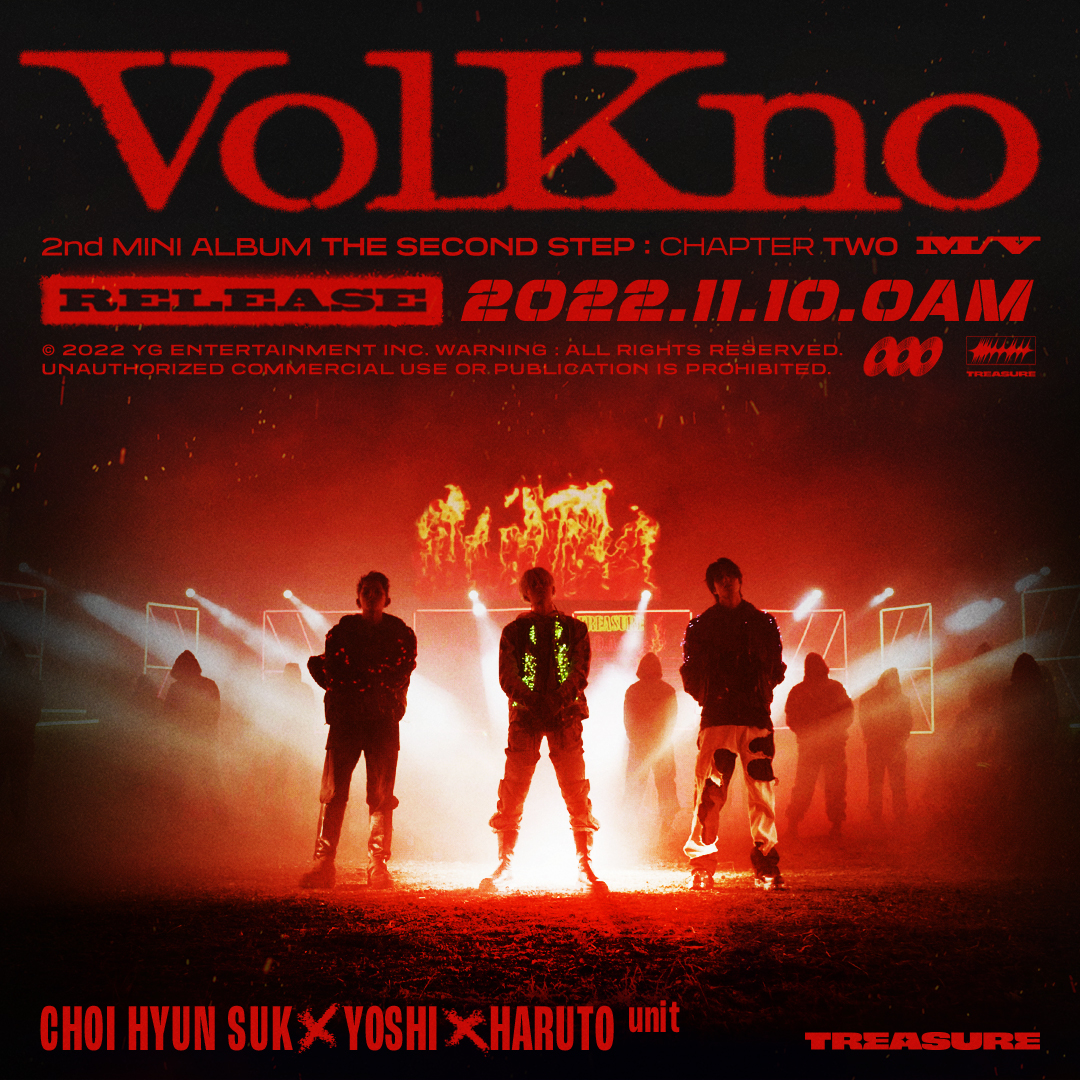 VolKno
2nd MINI ALBUM THE SECOND STEP : CHAPTER TWO M/V
RELEASE 2022.11.10.0AM
© 2022 YG ENTERTAINMENT INC. WARNING : ALL RIGHTS RESERVED.
UNAUTHORIZED COMMERCIAL USE OR PUBLICATION IS PROHIBITED.
TREASURE
TREASURE
CHOI HYUN SUK X YOSHI X HARUTO unit
TREASURE